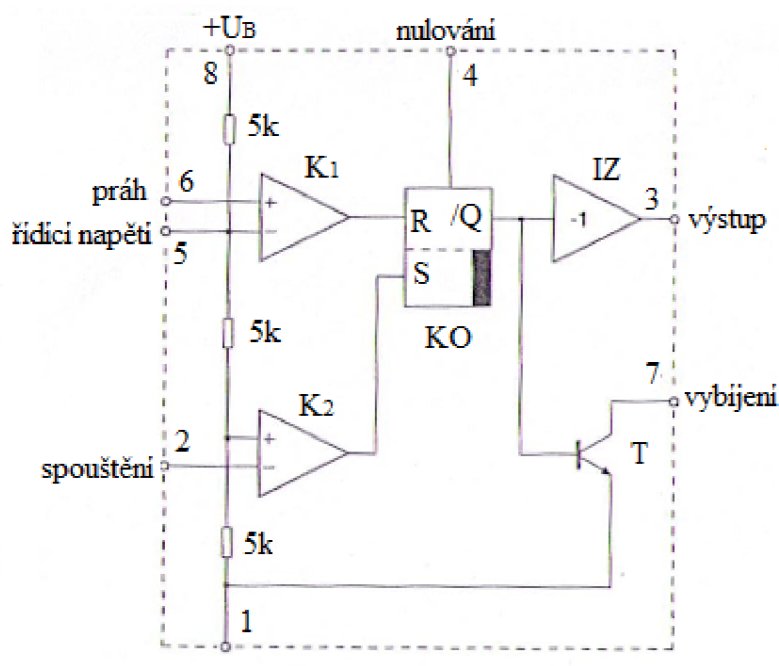 +UB
nulování
8
4
5k
K1
IZ
práh
6
+
R
/Q
-1
3
výstup
řídící napětí
5
−
S
5k
KO
K2
7
vybíjení
2
+
T
spouštění
−
5k
1